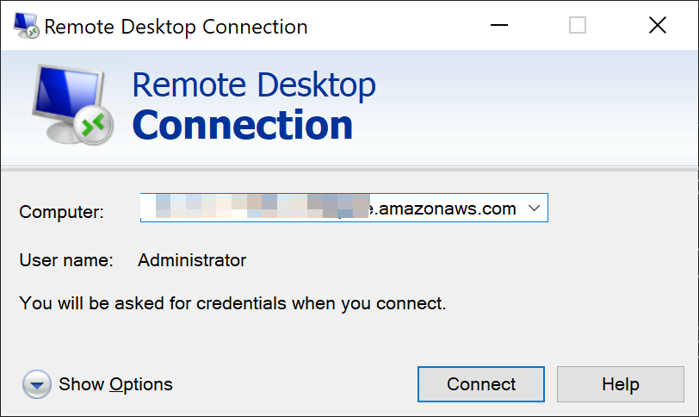 Remote Desktop Connection
Remote Desktop
Connection
Computer: .amazonaws.com
User name: Administrator
You will be asked for credentials when you connect.
Show Options
Connect
Help